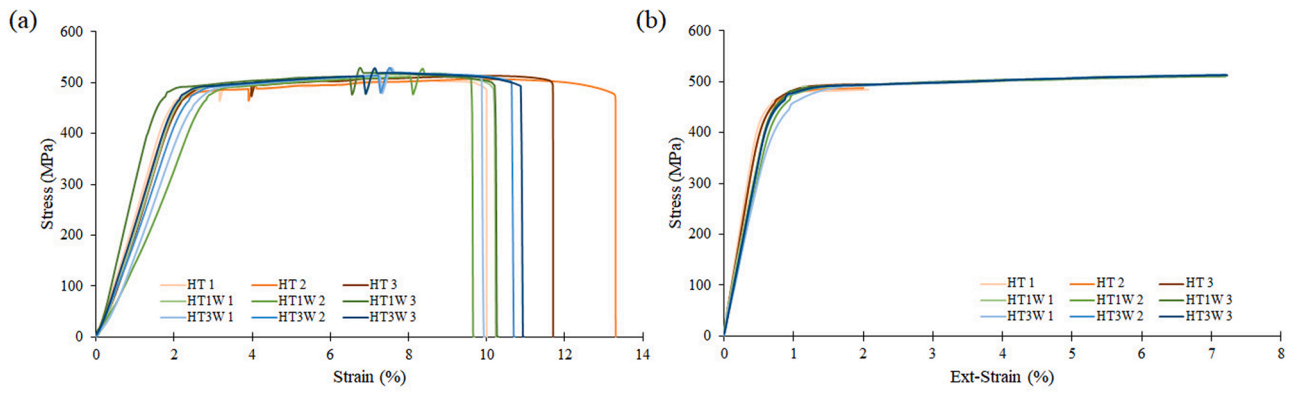 (a)
600
500
400
300
200
100
0
Stress (MPa)
HT 1 HT 2 HT 3
HT1W 1 HT1W 2 HT1W 3
HT3W 1 HT3W 2 HT3W 3
0 2 4 6 8 10 12 14
Strain (%)
(b)
600
500
400
300
200
100
0
Stress (MPa)
HT 1 HT 2 HT 3
HT1W 1 HT1W 2 HT1W 3
HT3W 1 HT3W 2 HT3W 3
0 1 2 3 4 5 6 7 8
Ext-Strain (%)